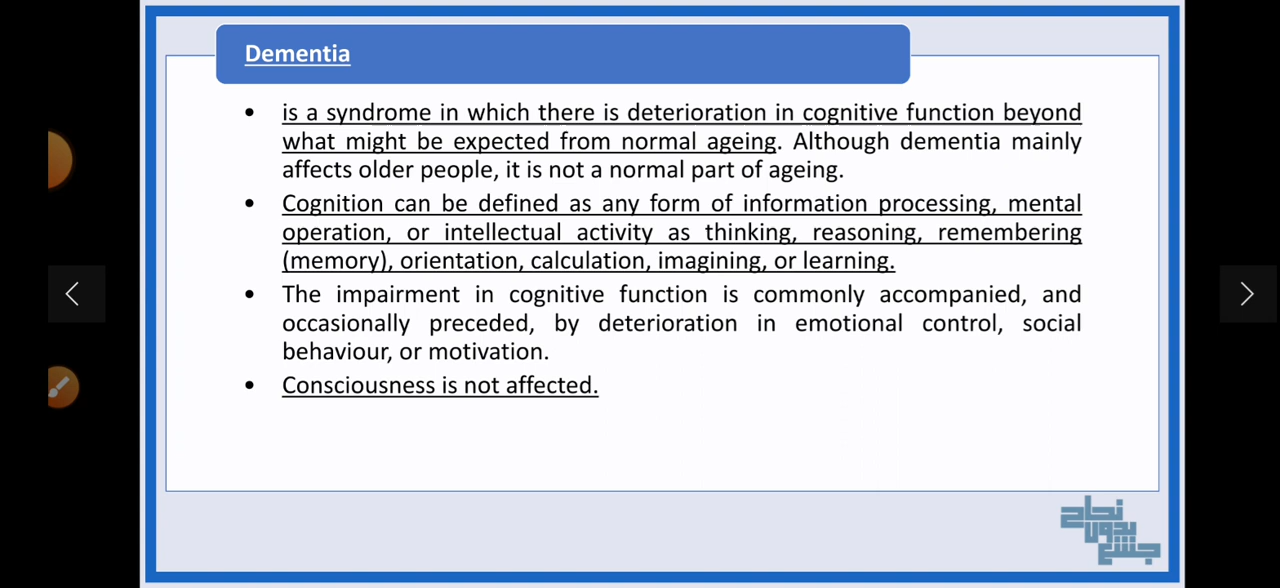 Dementia
• is a syndrome in which there is deterioration in cognitive function beyond
what might be expected from normal ageing. Although dementia mainly
affects older people, it is not a normal part of ageing.
• Cognition can be defined as any form of information processing, mental
operation, or intellectual activity as thinking, reasoning, remembering
(memory), orientation, calculation, imagining, or learning.
• The impairment in cognitive function is commonly accompanied, and
occasionally preceded, by deterioration in emotional control, social
behaviour, or motivation.
• Consciousness is not affected.
نجاح
بدون
جشع